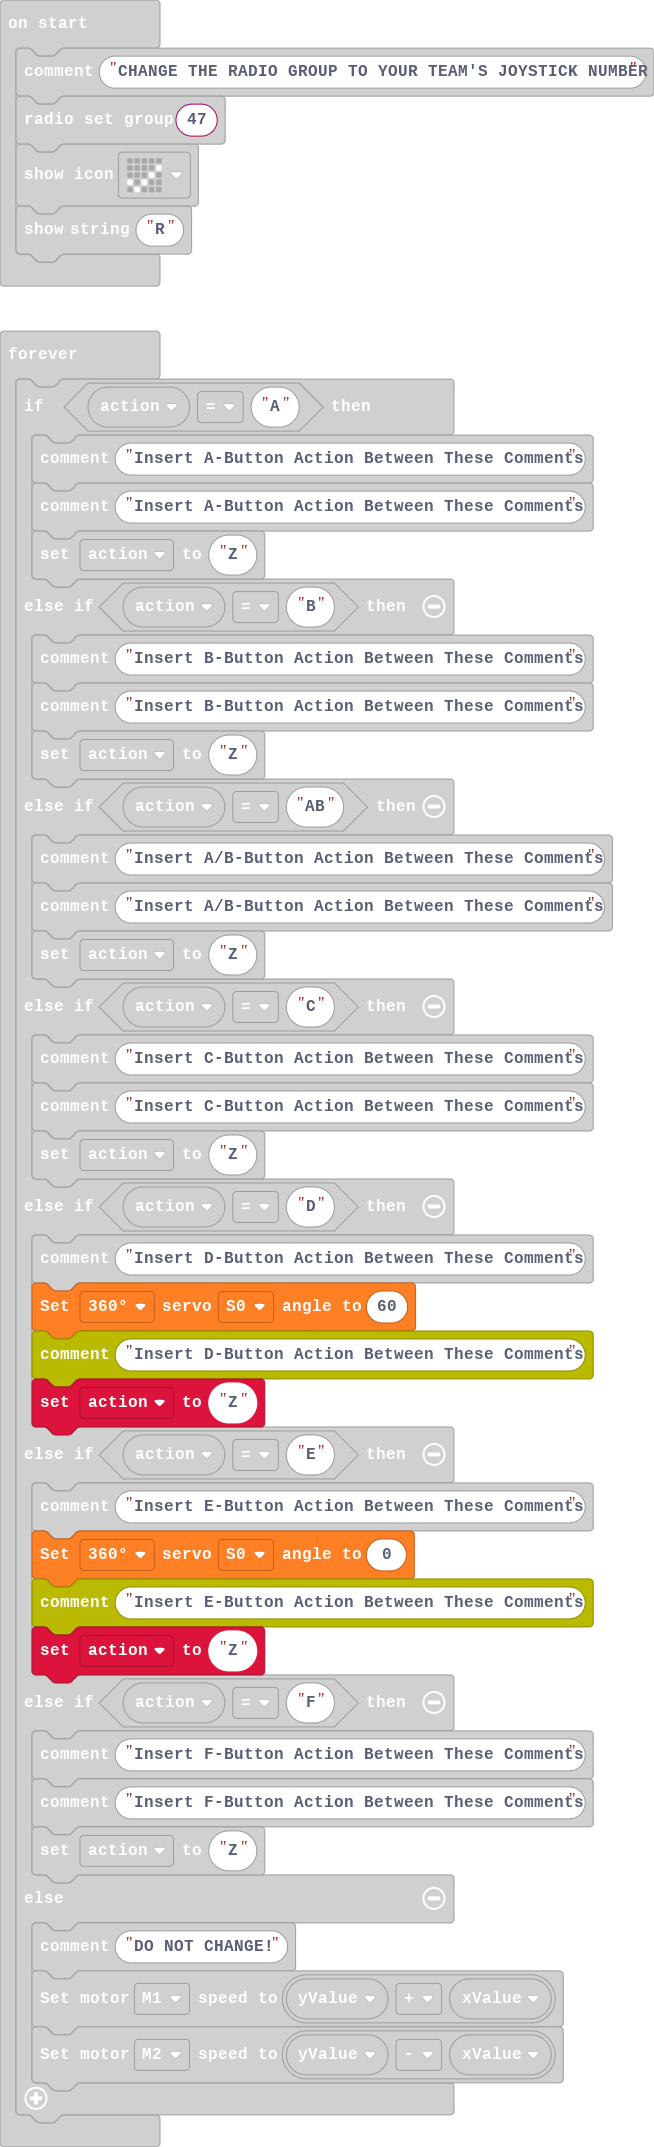 on start
comment "CHANGE THE RADIO GROUP TO YOUR TEAM'S JOYSTICK NUMBER"
radio set group 47
show icon
show string "R"
forever
if action = "A" then
comment "Insert A-Button Action Between These Comments"
comment "Insert A-Button Action Between These Comments"
set action to "Z"
else if action = "B" then
comment "Insert B-Button Action Between These Comments"
comment "Insert B-Button Action Between These Comments"
set action to "Z"
else if action = "AB" then
comment "Insert A/B-Button Action Between These Comments"
comment "Insert A/B-Button Action Between These Comments"
set action to "Z"
else if action = "C" then
comment "Insert C-Button Action Between These Comments"
comment "Insert C-Button Action Between These Comments"
set action to "Z"
else if action = "D" then
comment "Insert D-Button Action Between These Comments"
Set 360° servo S0 angle to 60
comment "Insert D-Button Action Between These Comments"
set action to "Z"
else if action = "E" then
comment "Insert E-Button Action Between These Comments"
Set 360° servo S0 angle to 0
comment "Insert E-Button Action Between These Comments"
set action to "Z"
else if action = "F" then
comment "Insert F-Button Action Between These Comments"
comment "Insert F-Button Action Between These Comments"
set action to "Z"
else
comment "DO NOT CHANGE!"
Set motor M1 speed to yValue + xValue
Set motor M2 speed to yValue - xValue